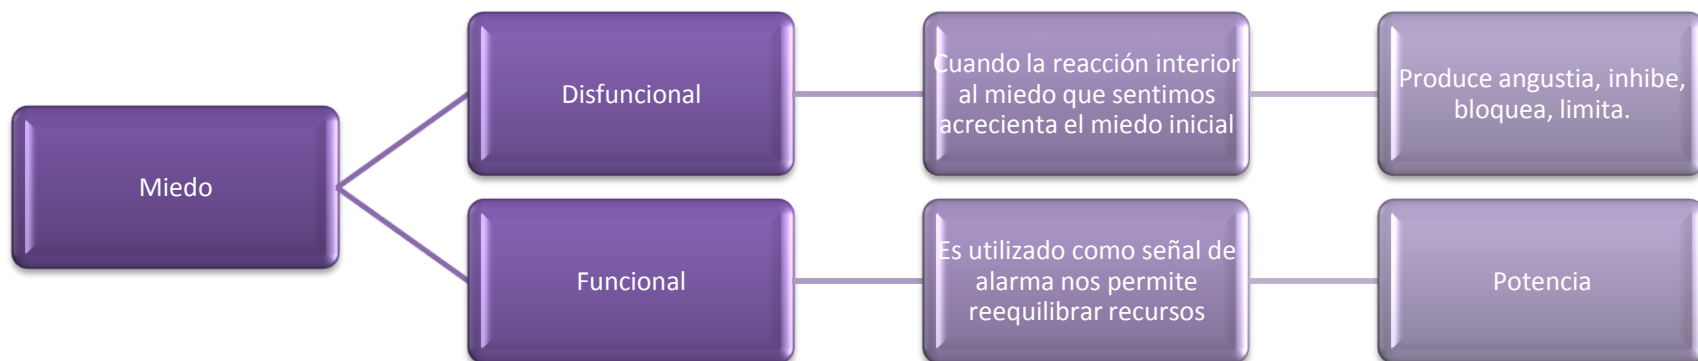 Miedo
Disfuncional
Cuando la reacción interior
al miedo que sentimos
acrecienta el miedo inicial
Produce angustia, inhibe,
bloquea, limita.
Funcional
Es utilizado como señal de
alarma nos permite
reequilibrar recursos
Potencia